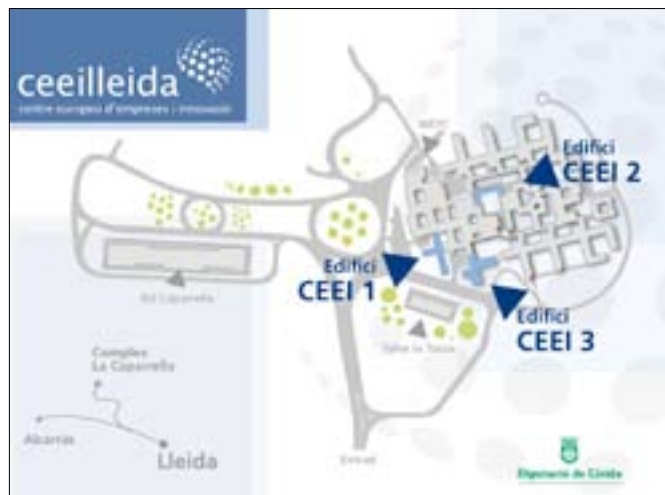 ceeilleida
centre europeu d'empreses i innovació
Edifici
CEEI 2
Edifici
CEEI 1
Edifici
CEEI 3
Complex
La Caparrella
Alcarràs
Lleida
Diputació de Lleida